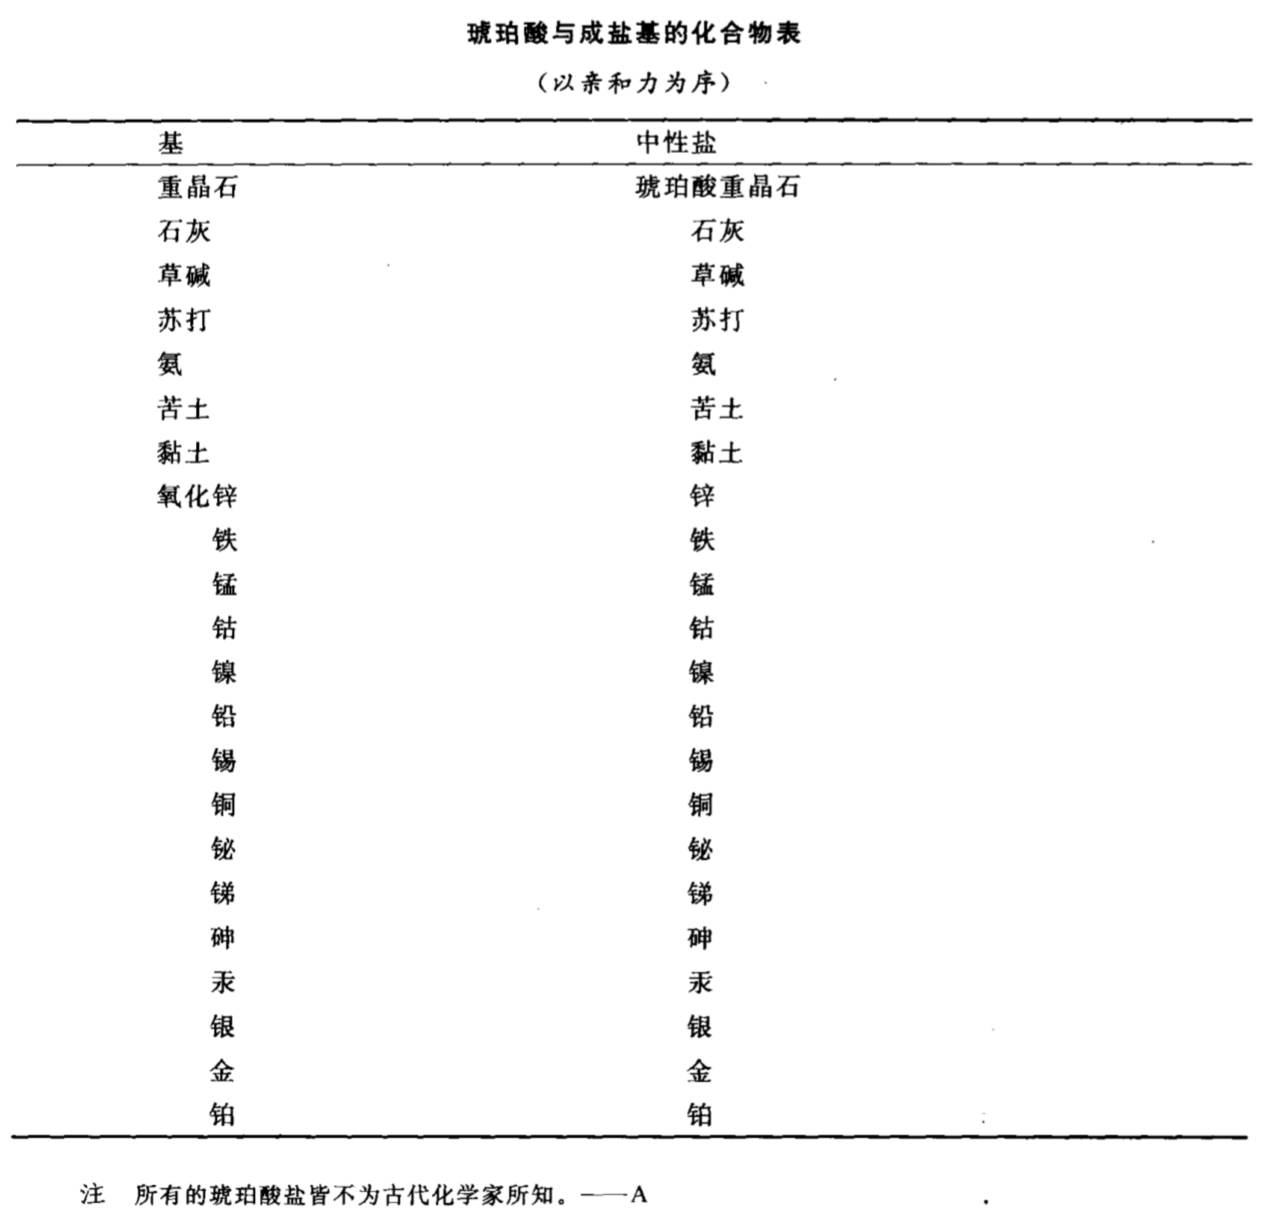 琥珀酸与成盐基的化合物表
（以亲和力为序）
基 中性盐
重晶石 琥珀酸重晶石
石灰 石灰
草碱 草碱
苏打 苏打
氨 氨
苦土 苦土
黏土 黏土
氧化锌 锌
铁 铁
锰 锰
钴 钴
镍 镍
铅 铅
锡 锡
铜 铜
铋 铋
锑 锑
砷 砷
汞 汞
银 银
金 金
铂 铂
注 所有的琥珀酸盐皆不为古代化学家所知。——A